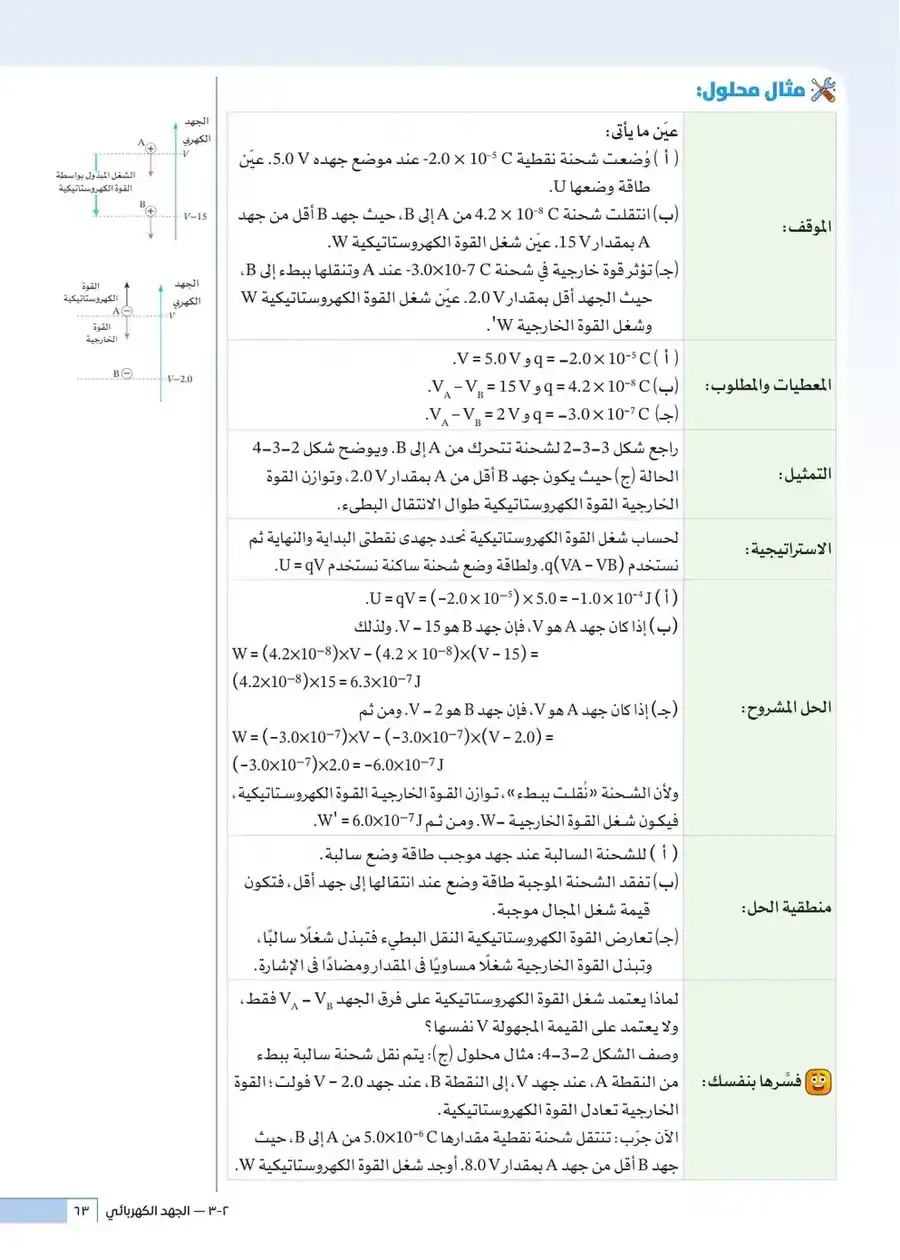 مثال محلول:
الموقف:
عيّن ما يأتى:
( أ ) وُضعت شحنة نقطية -2.0 × 10⁻⁵ C عند موضع جهده 5.0 V. عيّن
طاقة وضعها U.
(ب) انتقلت شحنة 4.2 × 10⁻⁸ C من A إلى B، حيث جهد B أقل من جهد
A بمقدار 15 V. عيّن شغل القوة الكهروستاتيكية W.
(جـ) تؤثر قوة خارجية في شحنة -3.0×10-7 C عند A وتنقلها ببطء إلى B،
حيث الجهد أقل بمقدار 2.0 V. عيّن شغل القوة الكهروستاتيكية W
وشغل القوة الخارجية W'.
المعطيات والمطلوب:
( أ ) q = −2.0 × 10⁻⁵ C و V = 5.0 V.
(ب) q = 4.2 × 10⁻⁸ C و V_A − V_B = 15 V.
(جـ) q = −3.0 × 10⁻⁷ C و V_A − V_B = 2 V.
التمثيل:
راجع شكل 3–3–2 لشحنة تتحرك من A إلى B. ويوضح شكل 2–3–4
الحالة (ج) حيث يكون جهد B أقل من A بمقدار 2.0 V، وتوازن القوة
الخارجية القوة الكهروستاتيكية طوال الانتقال البطىء.
الاستراتيجية:
لحساب شغل القوة الكهروستاتيكية نحدد جهدى نقطتى البداية والنهاية ثم
نستخدم q(VA − VB). ولطاقة وضع شحنة ساكنة نستخدم U = qV.
الحل المشروح:
( أ ) U = qV = (−2.0 × 10⁻⁵) × 5.0 = −1.0 × 10⁻⁴ J.
(ب) إذا كان جهد A هو V، فإن جهد B هو V – 15. ولذلك
W = (4.2×10⁻⁸)×V − (4.2 × 10⁻⁸)×(V − 15) =
(4.2×10⁻⁸)×15 = 6.3×10⁻⁷ J
(جـ) إذا كان جهد A هو V، فإن جهد B هو V – 2. ومن ثم
W = (−3.0×10⁻⁷)×V − (−3.0×10⁻⁷)×(V − 2.0) =
(−3.0×10⁻⁷)×2.0 = −6.0×10⁻⁷ J
ولأن الشحنة «نُقلت ببطء»، توازن القوة الخارجية القوة الكهروستاتيكية،
فيكون شغل القوة الخارجية –W. ومن ثم W' = 6.0×10⁻⁷ J.
منطقية الحل:
( أ ) للشحنة السالبة عند جهد موجب طاقة وضع سالبة.
(ب) تفقد الشحنة الموجبة طاقة وضع عند انتقالها إلى جهد أقل، فتكون
قيمة شغل المجال موجبة.
(جـ) تعارض القوة الكهروستاتيكية النقل البطيء فتبذل شغلًا سالبًا،
وتبذل القوة الخارجية شغلًا مساويًا فى المقدار ومضادًا فى الإشارة.
فسّرها بنفسك:
لماذا يعتمد شغل القوة الكهروستاتيكية على فرق الجهد V_A − V_B فقط،
ولا يعتمد على القيمة المجهولة V نفسها؟
وصف الشكل 2–3–4: مثال محلول (ج): يتم نقل شحنة سالبة ببطء
من النقطة A، عند جهد V، إلى النقطة B، عند جهد V – 2.0 فولت؛ القوة
الخارجية تعادل القوة الكهروستاتيكية.
الآن جرّب: تنتقل شحنة نقطية مقدارها 5.0×10⁻⁶ C من A إلى B، حيث
جهد B أقل من جهد A بمقدار 8.0 V. أوجد شغل القوة الكهروستاتيكية W.
الجهد
الكهربي
A
V
الشغل المبذول بواسطة
القوة الكهروستاتيكية
B
V−15
الجهد
الكهربي
القوة
الكهروستاتيكية
A
V
القوة
الخارجية
B
V−2.0
٢-٣ — الجهد الكهربائي
٦٣